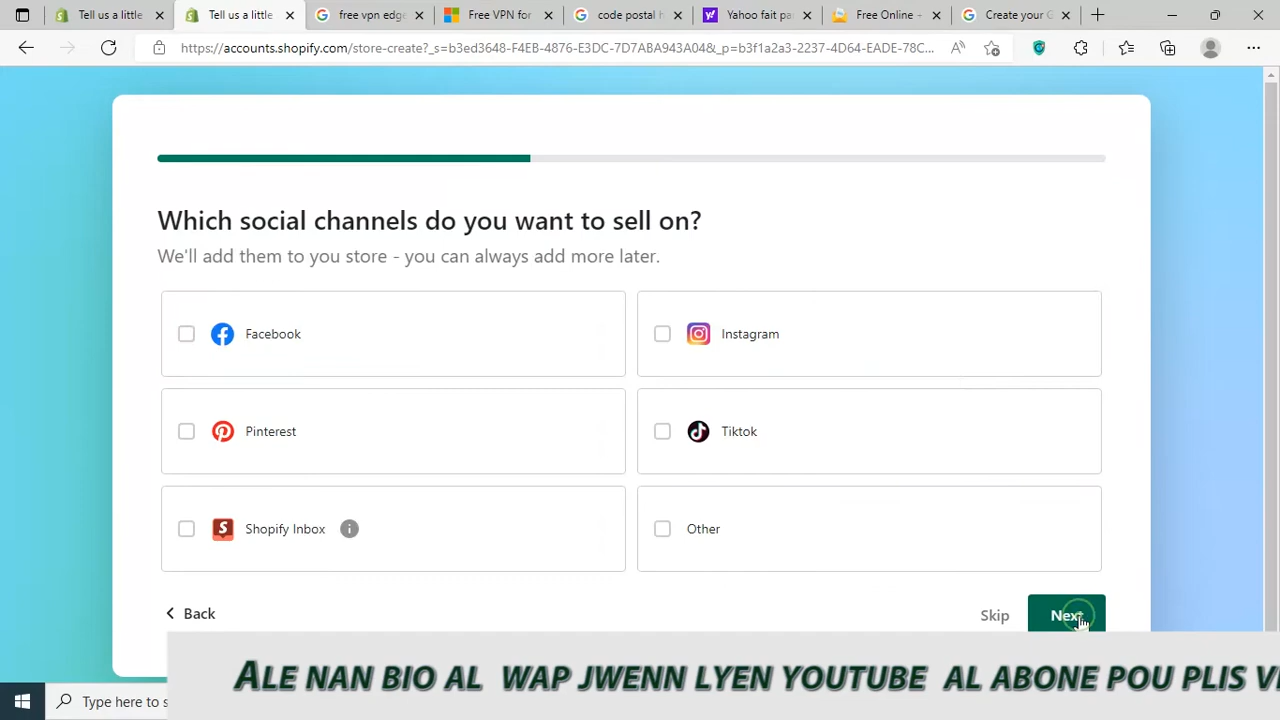 Tell us a little
Tell us a little
free vpn edge
Free VPN for
code postal h
Yahoo fait pa
Free Online -
Create your G
https://accounts.shopify.com/store-create?_s=b3ed3648-F4EB-4876-E3DC-7D7ABA943A04&_p=b3f1a2a3-2237-4D64-EADE-78C...
Which social channels do you want to sell on?
We'll add them to you store - you can always add more later.
Facebook
Instagram
Pinterest
Tiktok
Shopify Inbox
Other
Back
Skip
Next
ALE NAN BIO AL WAP JWENN LYEN YOUTUBE AL ABONE POU PLIS
Type here to s